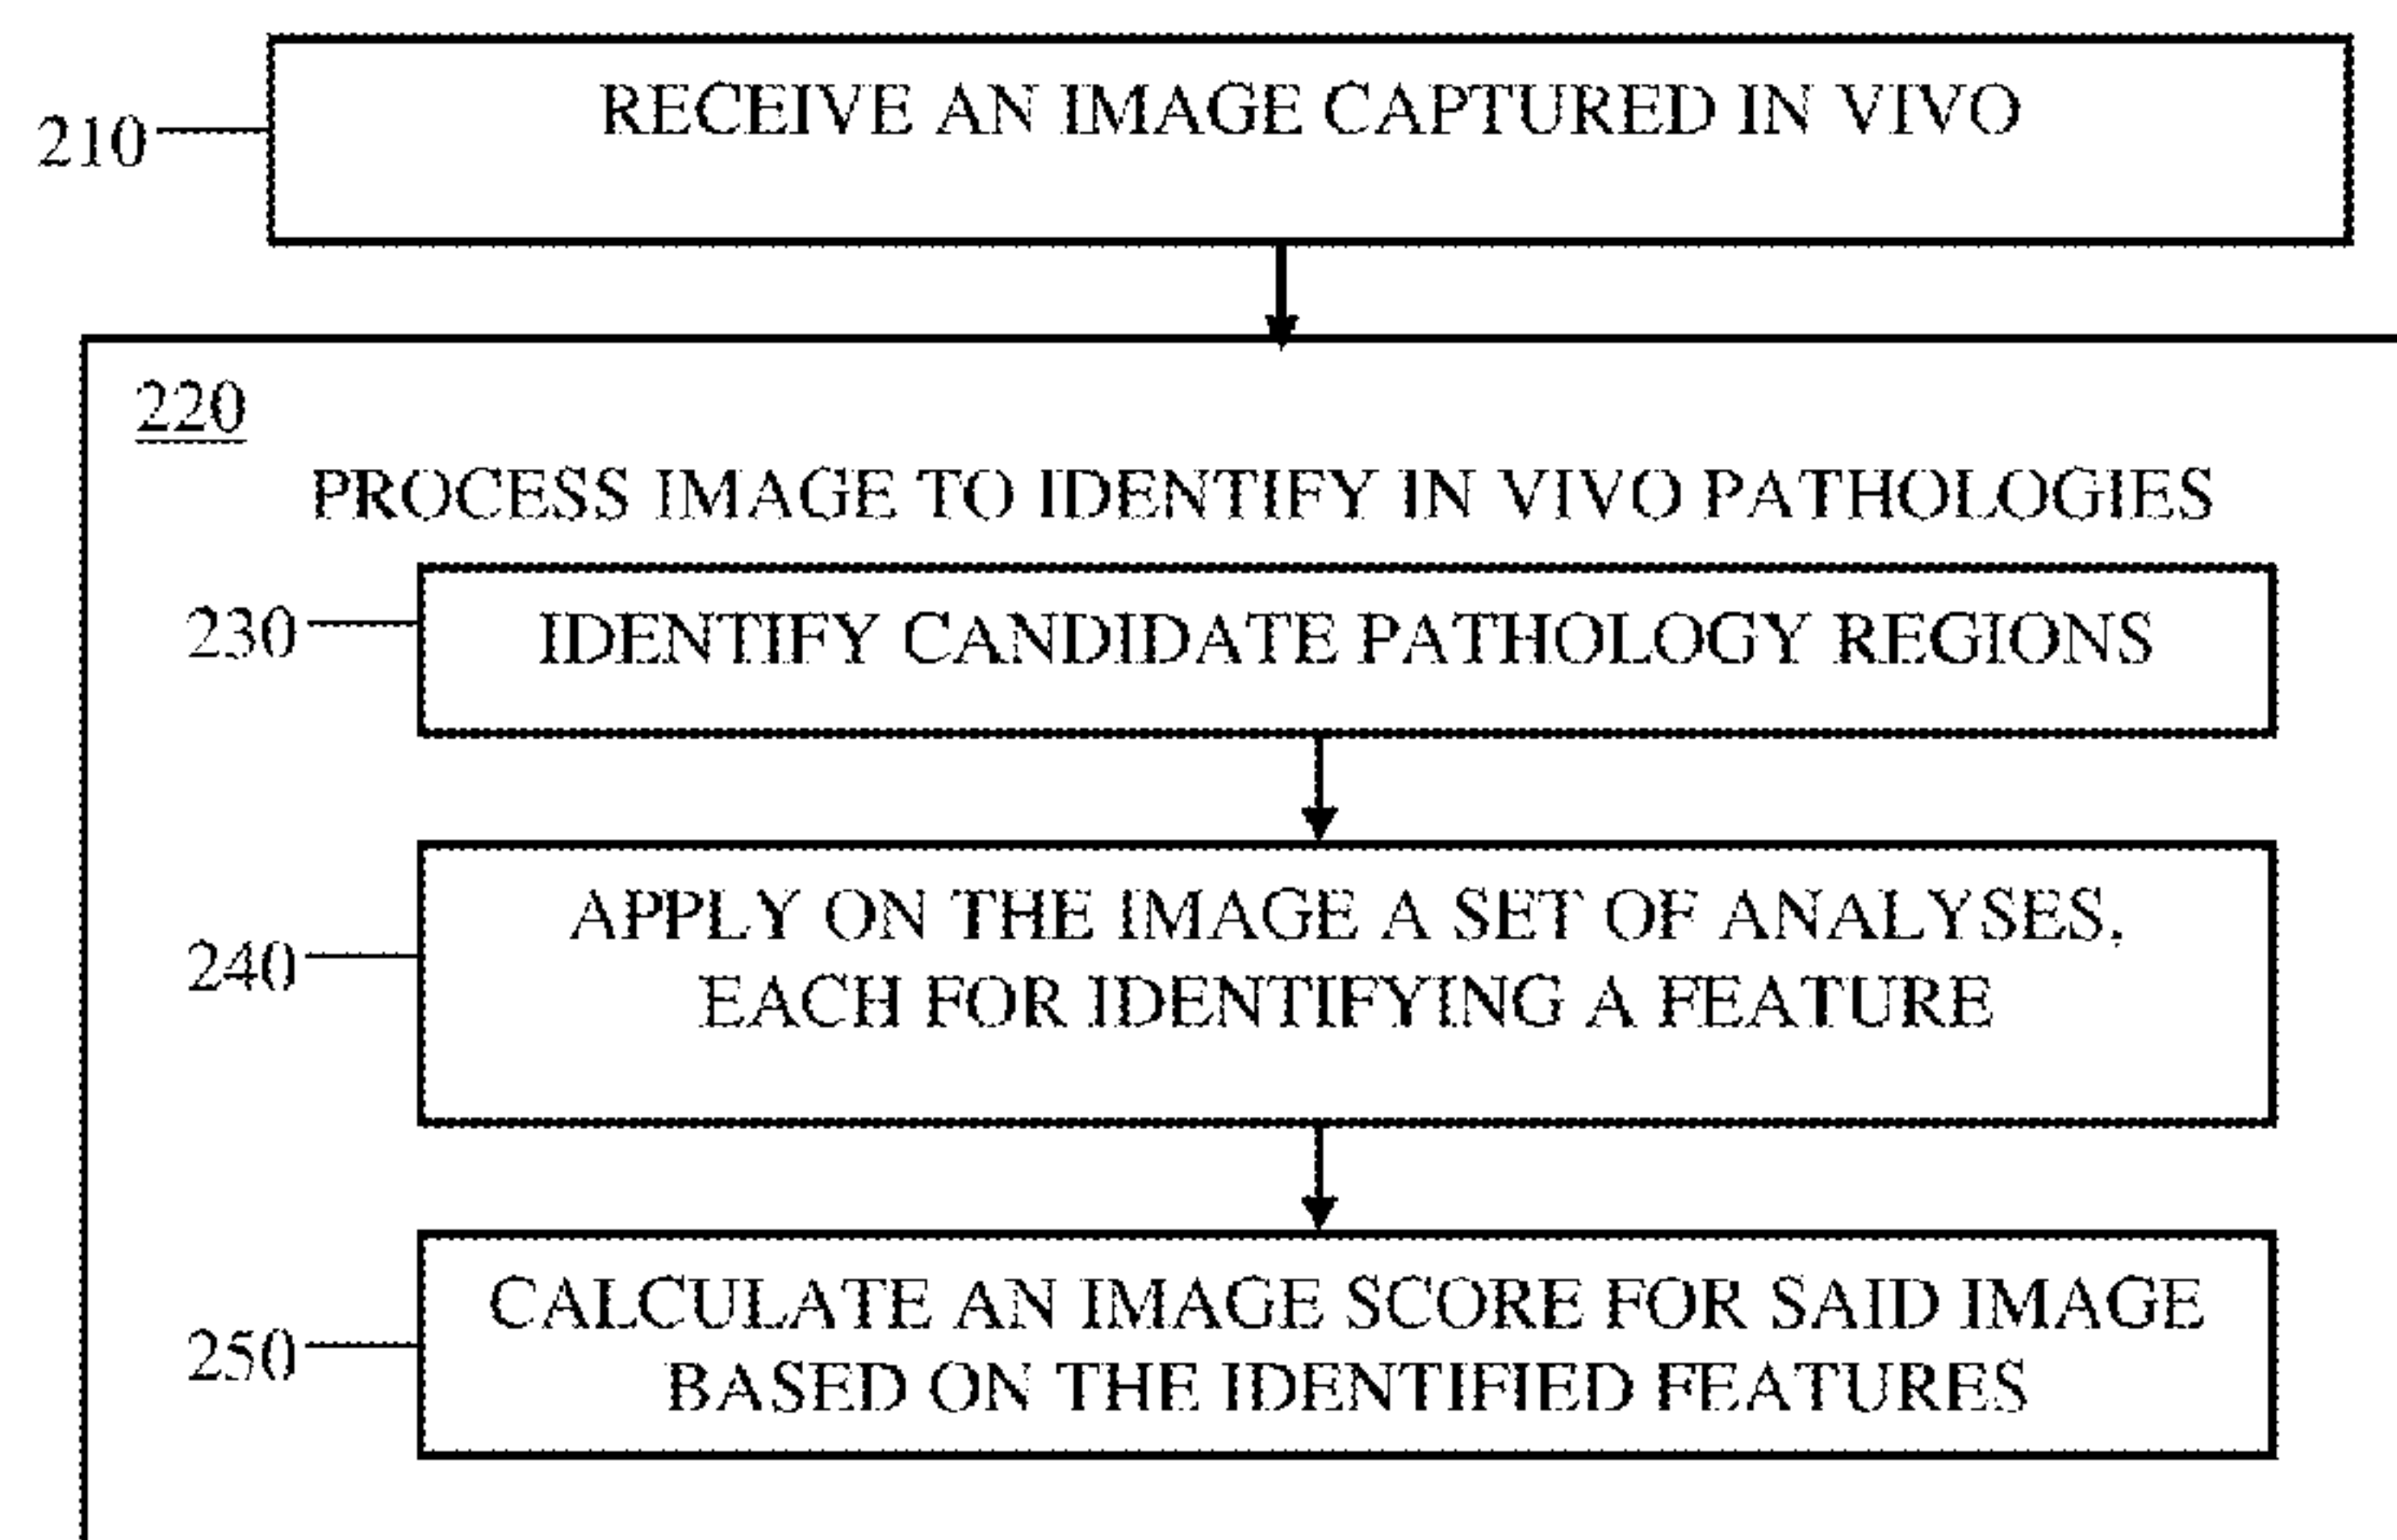 210
RECEIVE AN IMAGE CAPTURED IN VIVO
220
PROCESS IMAGE TO IDENTIFY IN VIVO PATHOLOGIES
230
IDENTIFY CANDIDATE PATHOLOGY REGIONS
240
APPLY ON THE IMAGE A SET OF ANALYSES,
EACH FOR IDENTIFYING A FEATURE
250
CALCULATE AN IMAGE SCORE FOR SAID IMAGE
BASED ON THE IDENTIFIED FEATURES